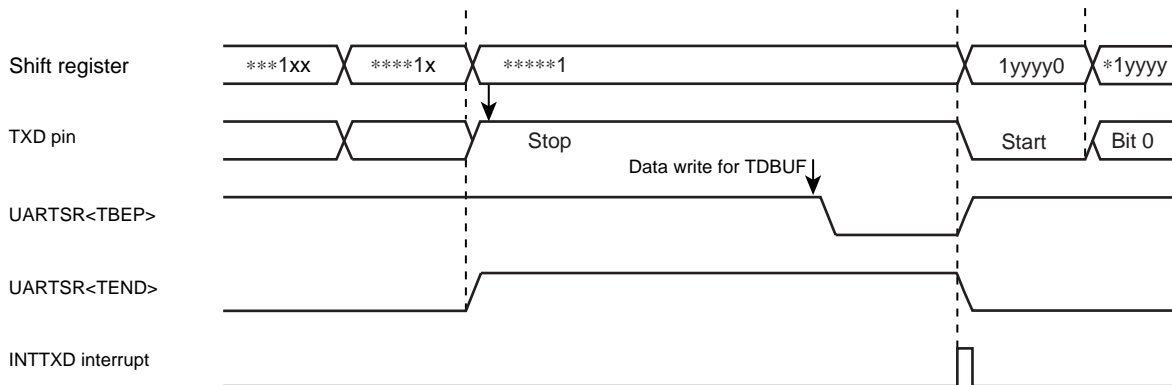 Shift register ***1xx ****1x *****1 1yyyy0 *1yyyy
TXD pin Stop Start Bit 0
Data write for TDBUF
UARTSR<TBEP>
UARTSR<TEND>
INTTXD interrupt